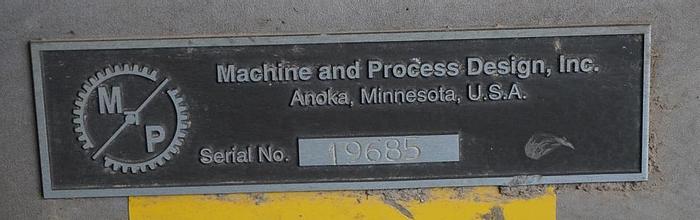 Machine and Process Design, Inc.
Anoka, Minnesota, U.S.A.
M
P
Serial No. 19685